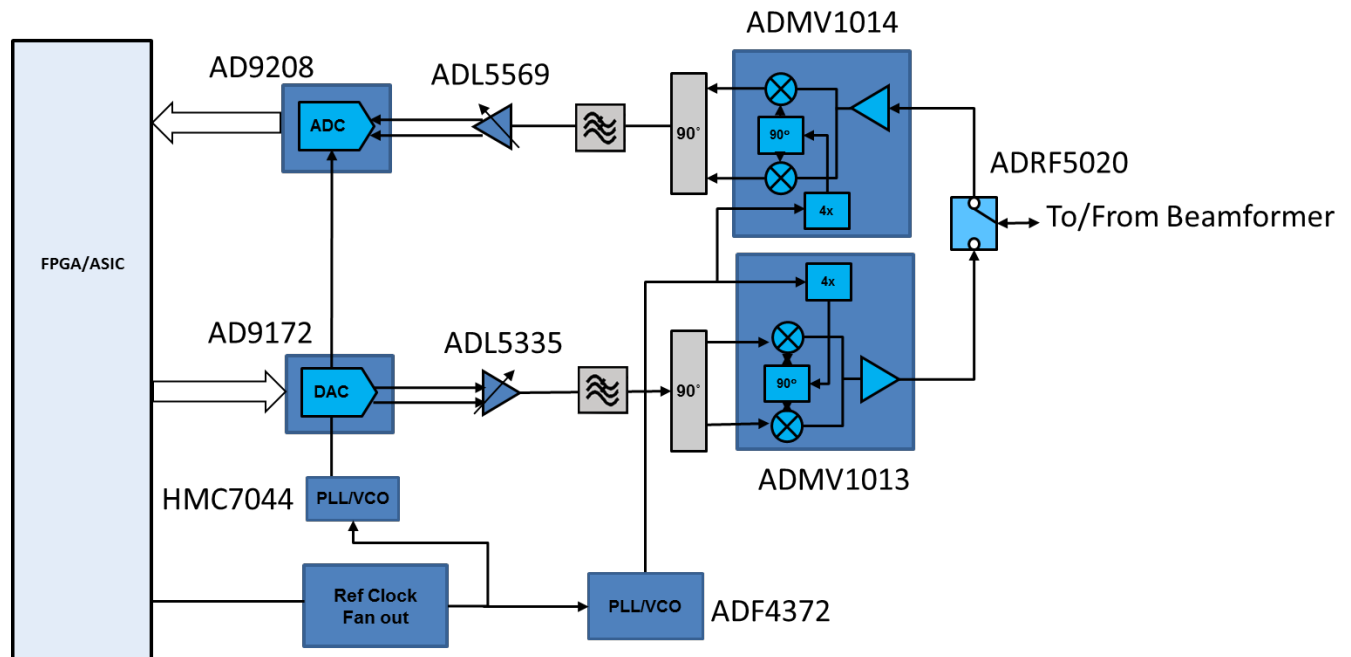 ADMV1014
AD9208
ADL5569
ADC
90°
90°
4x
ADRF5020
To/From Beamformer
FPGA/ASIC
4x
AD9172
ADL5335
DAC
90°
90°
ADMV1013
HMC7044
PLL/VCO
Ref Clock
Fan out
PLL/VCO
ADF4372